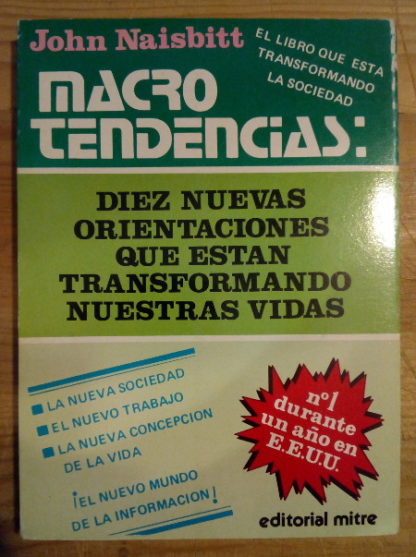 John Naisbitt
EL LIBRO QUE ESTA
TRANSFORMANDO
LA SOCIEDAD
MACRO
TENDENCIAS:
DIEZ NUEVAS
ORIENTACIONES
QUE ESTAN
TRANSFORMANDO
NUESTRAS VIDAS
■ LA NUEVA SOCIEDAD
■ EL NUEVO TRABAJO
■ LA NUEVA CONCEPCION
DE LA VIDA
¡EL NUEVO MUNDO
DE LA INFORMACION!
nº1
durante
un año en
E.E.U.U.
editorial mitre